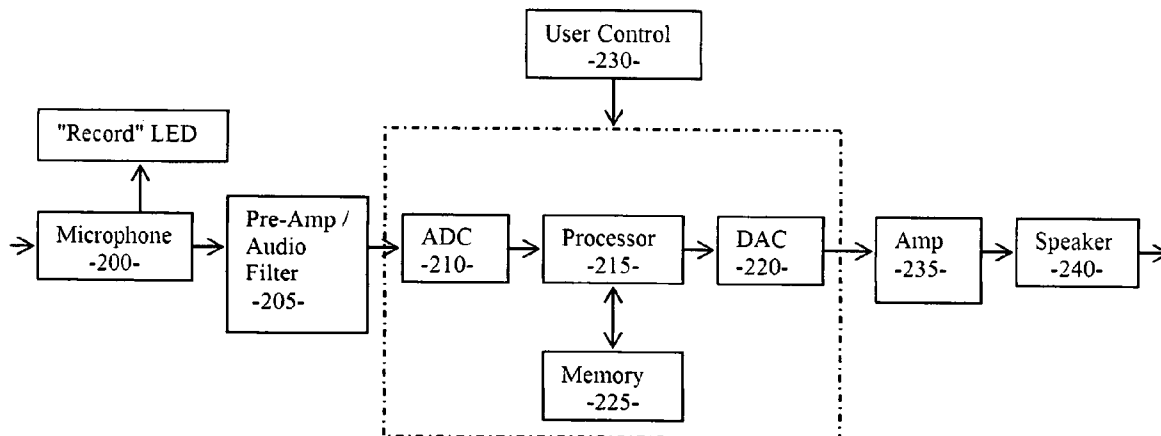 User Control
-230-
"Record" LED
Microphone
-200-
Pre-Amp /
Audio
Filter
-205-
ADC
-210-
Processor
-215-
DAC
-220-
Amp
-235-
Speaker
-240-
Memory
-225-